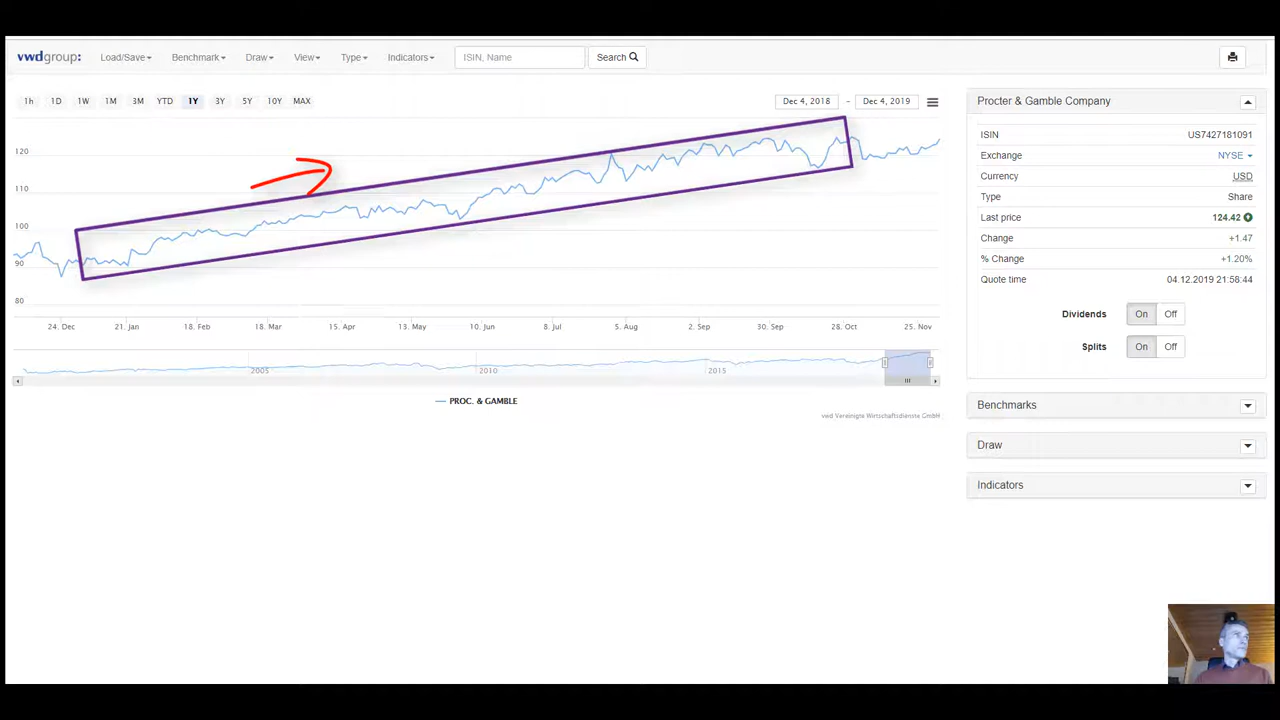 vwdgroup: Load/Save Benchmark Draw View Type Indicators ISIN, Name Search
1h 1D 1W 1M 3M YTD 1Y 3Y 5Y 10Y MAX Dec 4, 2018 - Dec 4, 2019
120
110
100
90
80
24. Dec 21. Jan 18. Feb 18. Mar 15. Apr 13. May 10. Jun 8. Jul 5. Aug 2. Sep 30. Sep 28. Oct 25. Nov
2005 2010 2015
PROC. & GAMBLE
vwd Vereinigte Wirtschaftsdienste GmbH
Procter & Gamble Company
ISIN US7427181091
Exchange NYSE
Currency USD
Type Share
Last price 124.42
Change +1.47
% Change +1.20%
Quote time 04.12.2019 21:58:44
Dividends On Off
Splits On Off
Benchmarks
Draw
Indicators